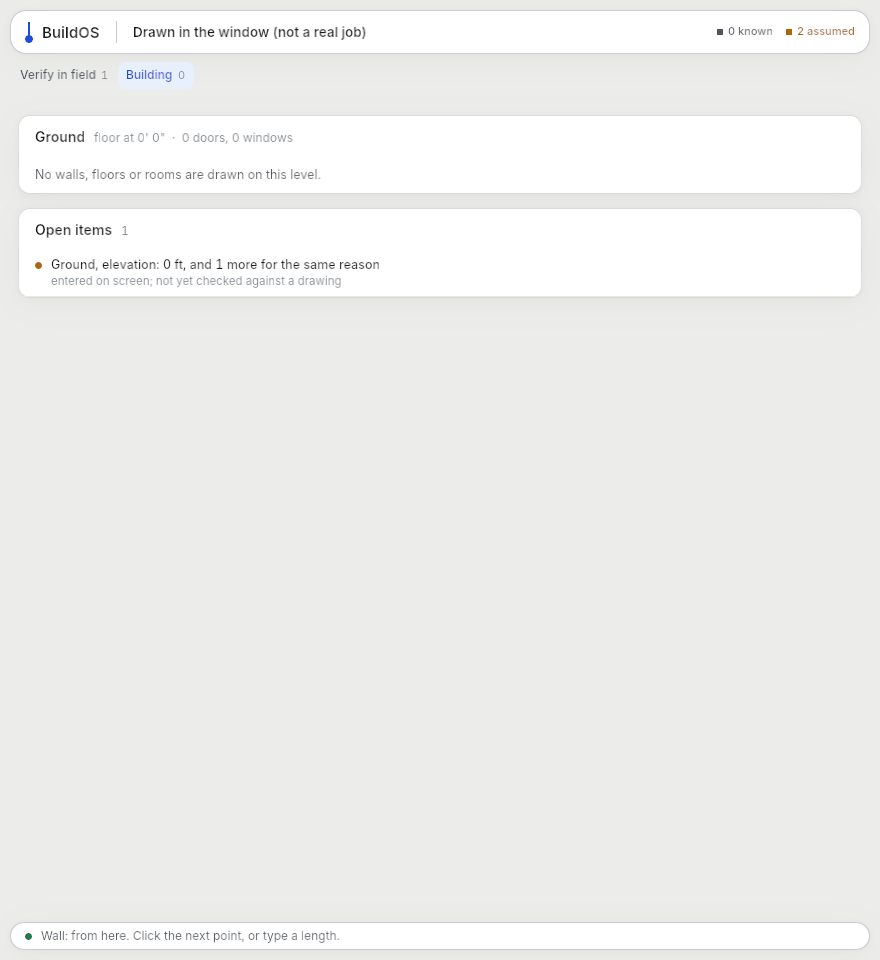 BuildOS
Drawn in the window (not a real job)
0 known
2 assumed
Verify in field 1
Building 0
Ground floor at 0' 0" · 0 doors, 0 windows
No walls, floors or rooms are drawn on this level.
Open items 1
Ground, elevation: 0 ft, and 1 more for the same reason
entered on screen; not yet checked against a drawing
Wall: from here. Click the next point, or type a length.